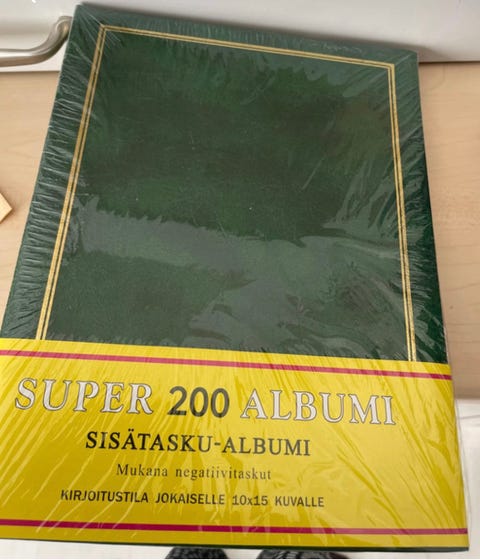 SUPER 200 ALBUMI
SISÄTASKU-ALBUMI
Mukana negatiivitaskut
KIRJOITUSTILA JOKAISELLE 10x15 KUVALLE